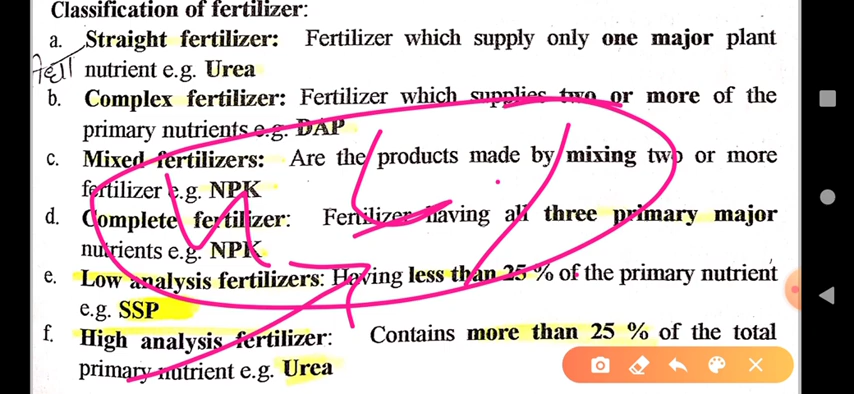 Classification of fertilizer:
a. Straight fertilizer: Fertilizer which supply only one major plant
nutrient e.g. Urea
b. Complex fertilizer: Fertilizer which supplies two or more of the
primary nutrients e.g. DAP
c. Mixed fertilizers: Are the products made by mixing two or more
fertilizer e.g. NPK
d. Complete fertilizer: Fertilizer having all three primary major
nutrients e.g. NPK
e. Low analysis fertilizers: Having less than 25 % of the primary nutrient
e.g. SSP
f. High analysis fertilizer: Contains more than 25 % of the total
primary nutrient e.g. Urea